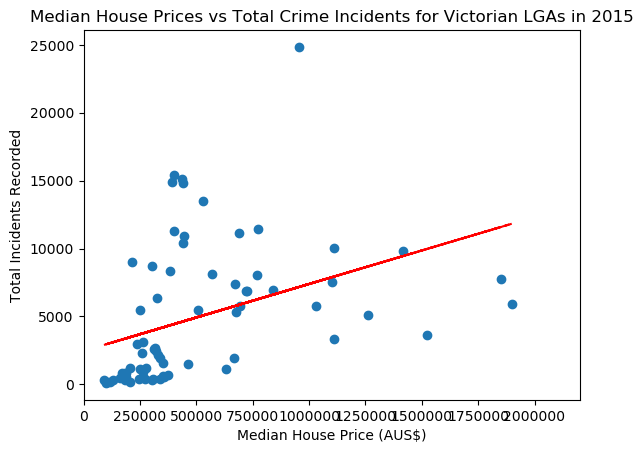 Median House Prices vs Total Crime Incidents for Victorian LGAs in 2015
25000
20000
15000
10000
5000
0
Total Incidents Recorded
0 250000 500000 750000 1000000 1250000 1500000 1750000 2000000
Median House Price (AUS$)